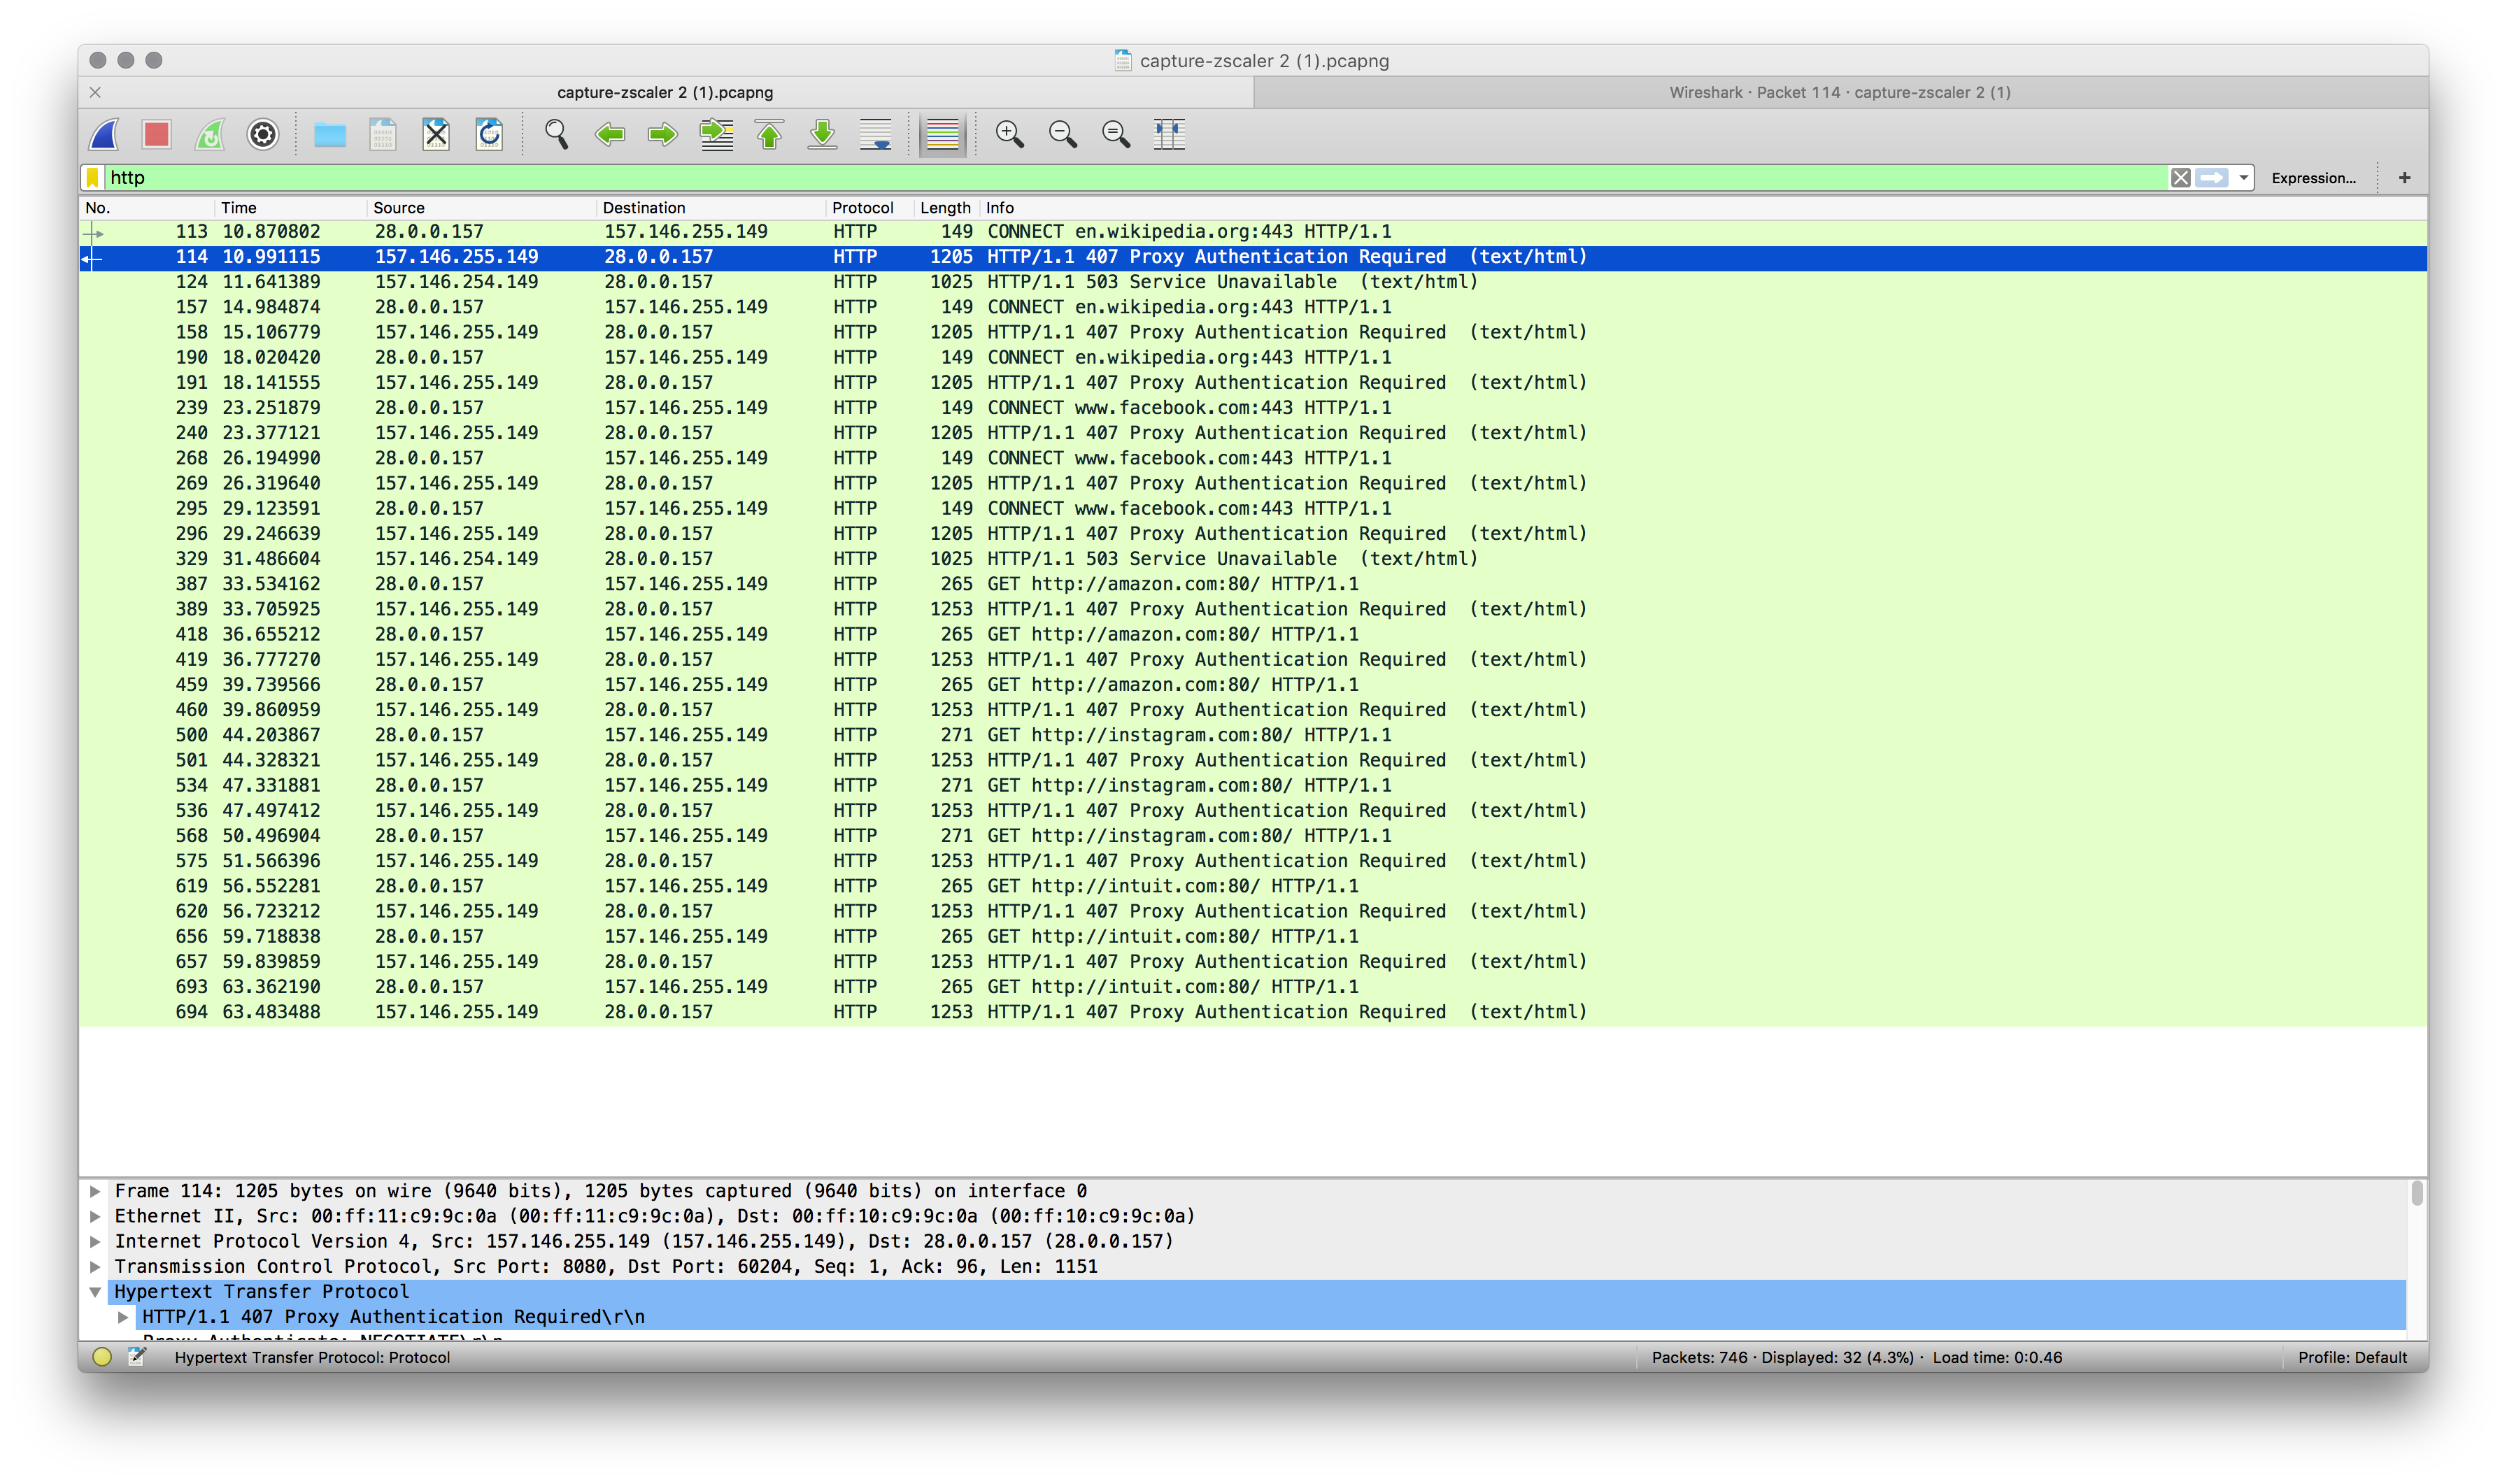 capture-zscaler 2 (1).pcapng
capture-zscaler 2 (1).pcapng
Wireshark · Packet 114 · capture-zscaler 2 (1)
http
Expression…
+
No. Time Source Destination Protocol Length Info
113 10.870802 28.0.0.157 157.146.255.149 HTTP 149 CONNECT en.wikipedia.org:443 HTTP/1.1
114 10.991115 157.146.255.149 28.0.0.157 HTTP 1205 HTTP/1.1 407 Proxy Authentication Required (text/html)
124 11.641389 157.146.254.149 28.0.0.157 HTTP 1025 HTTP/1.1 503 Service Unavailable (text/html)
157 14.984874 28.0.0.157 157.146.255.149 HTTP 149 CONNECT en.wikipedia.org:443 HTTP/1.1
158 15.106779 157.146.255.149 28.0.0.157 HTTP 1205 HTTP/1.1 407 Proxy Authentication Required (text/html)
190 18.020420 28.0.0.157 157.146.255.149 HTTP 149 CONNECT en.wikipedia.org:443 HTTP/1.1
191 18.141555 157.146.255.149 28.0.0.157 HTTP 1205 HTTP/1.1 407 Proxy Authentication Required (text/html)
239 23.251879 28.0.0.157 157.146.255.149 HTTP 149 CONNECT www.facebook.com:443 HTTP/1.1
240 23.377121 157.146.255.149 28.0.0.157 HTTP 1205 HTTP/1.1 407 Proxy Authentication Required (text/html)
268 26.194990 28.0.0.157 157.146.255.149 HTTP 149 CONNECT www.facebook.com:443 HTTP/1.1
269 26.319640 157.146.255.149 28.0.0.157 HTTP 1205 HTTP/1.1 407 Proxy Authentication Required (text/html)
295 29.123591 28.0.0.157 157.146.255.149 HTTP 149 CONNECT www.facebook.com:443 HTTP/1.1
296 29.246639 157.146.255.149 28.0.0.157 HTTP 1205 HTTP/1.1 407 Proxy Authentication Required (text/html)
329 31.486604 157.146.254.149 28.0.0.157 HTTP 1025 HTTP/1.1 503 Service Unavailable (text/html)
387 33.534162 28.0.0.157 157.146.255.149 HTTP 265 GET http://amazon.com:80/ HTTP/1.1
389 33.705925 157.146.255.149 28.0.0.157 HTTP 1253 HTTP/1.1 407 Proxy Authentication Required (text/html)
418 36.655212 28.0.0.157 157.146.255.149 HTTP 265 GET http://amazon.com:80/ HTTP/1.1
419 36.777270 157.146.255.149 28.0.0.157 HTTP 1253 HTTP/1.1 407 Proxy Authentication Required (text/html)
459 39.739566 28.0.0.157 157.146.255.149 HTTP 265 GET http://amazon.com:80/ HTTP/1.1
460 39.860959 157.146.255.149 28.0.0.157 HTTP 1253 HTTP/1.1 407 Proxy Authentication Required (text/html)
500 44.203867 28.0.0.157 157.146.255.149 HTTP 271 GET http://instagram.com:80/ HTTP/1.1
501 44.328321 157.146.255.149 28.0.0.157 HTTP 1253 HTTP/1.1 407 Proxy Authentication Required (text/html)
534 47.331881 28.0.0.157 157.146.255.149 HTTP 271 GET http://instagram.com:80/ HTTP/1.1
536 47.497412 157.146.255.149 28.0.0.157 HTTP 1253 HTTP/1.1 407 Proxy Authentication Required (text/html)
568 50.496904 28.0.0.157 157.146.255.149 HTTP 271 GET http://instagram.com:80/ HTTP/1.1
575 51.566396 157.146.255.149 28.0.0.157 HTTP 1253 HTTP/1.1 407 Proxy Authentication Required (text/html)
619 56.552281 28.0.0.157 157.146.255.149 HTTP 265 GET http://intuit.com:80/ HTTP/1.1
620 56.723212 157.146.255.149 28.0.0.157 HTTP 1253 HTTP/1.1 407 Proxy Authentication Required (text/html)
656 59.718838 28.0.0.157 157.146.255.149 HTTP 265 GET http://intuit.com:80/ HTTP/1.1
657 59.839859 157.146.255.149 28.0.0.157 HTTP 1253 HTTP/1.1 407 Proxy Authentication Required (text/html)
693 63.362190 28.0.0.157 157.146.255.149 HTTP 265 GET http://intuit.com:80/ HTTP/1.1
694 63.483488 157.146.255.149 28.0.0.157 HTTP 1253 HTTP/1.1 407 Proxy Authentication Required (text/html)
Frame 114: 1205 bytes on wire (9640 bits), 1205 bytes captured (9640 bits) on interface 0
Ethernet II, Src: 00:ff:11:c9:9c:0a (00:ff:11:c9:9c:0a), Dst: 00:ff:10:c9:9c:0a (00:ff:10:c9:9c:0a)
Internet Protocol Version 4, Src: 157.146.255.149 (157.146.255.149), Dst: 28.0.0.157 (28.0.0.157)
Transmission Control Protocol, Src Port: 8080, Dst Port: 60204, Seq: 1, Ack: 96, Len: 1151
Hypertext Transfer Protocol
HTTP/1.1 407 Proxy Authentication Required\r\n
Proxy-Authenticate: NEGOTIATE\r\n
Hypertext Transfer Protocol: Protocol
Packets: 746 · Displayed: 32 (4.3%) · Load time: 0:0.46
Profile: Default